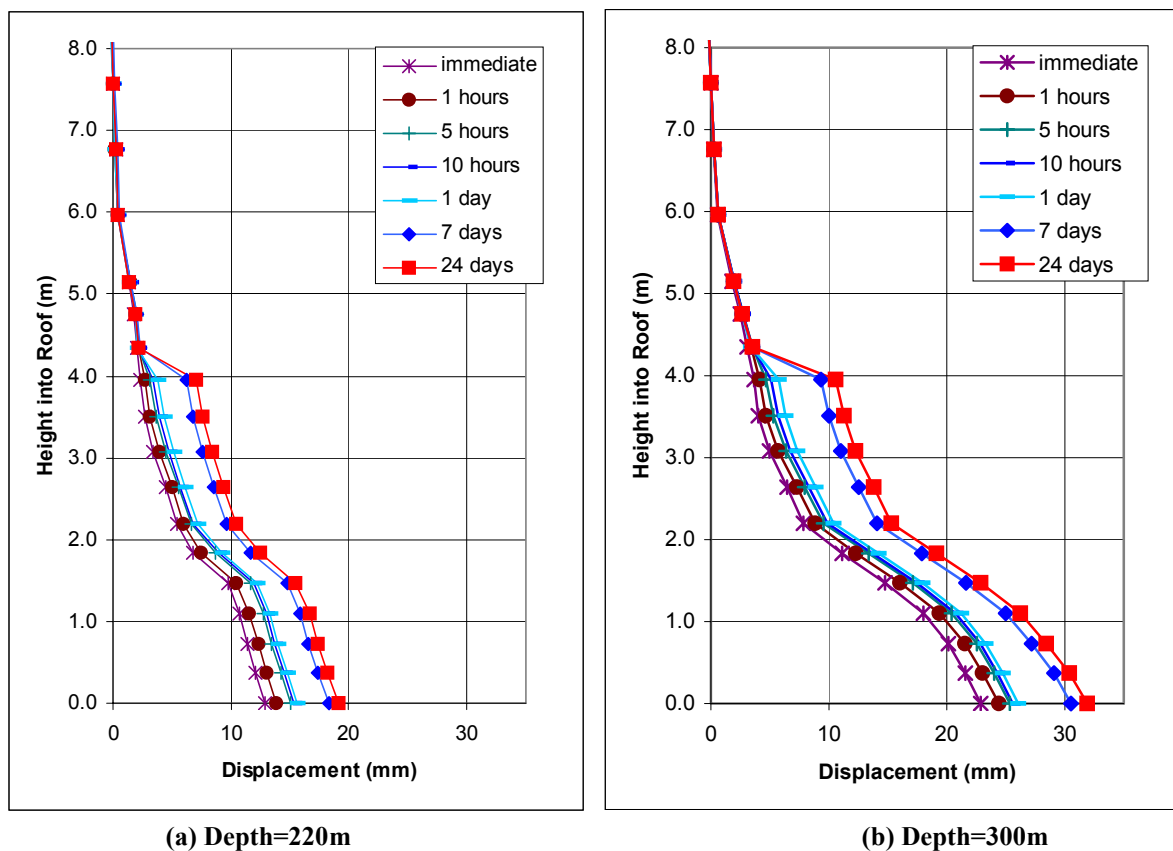 8.0
7.0
6.0
5.0
4.0
3.0
2.0
1.0
0.0
Height into Roof (m)
0 10 20 30
Displacement (mm)
immediate
1 hours
5 hours
10 hours
1 day
7 days
24 days
(a) Depth=220m
8.0
7.0
6.0
5.0
4.0
3.0
2.0
1.0
0.0
Height into Roof (m)
0 10 20 30
Displacement (mm)
immediate
1 hours
5 hours
10 hours
1 day
7 days
24 days
(b) Depth=300m